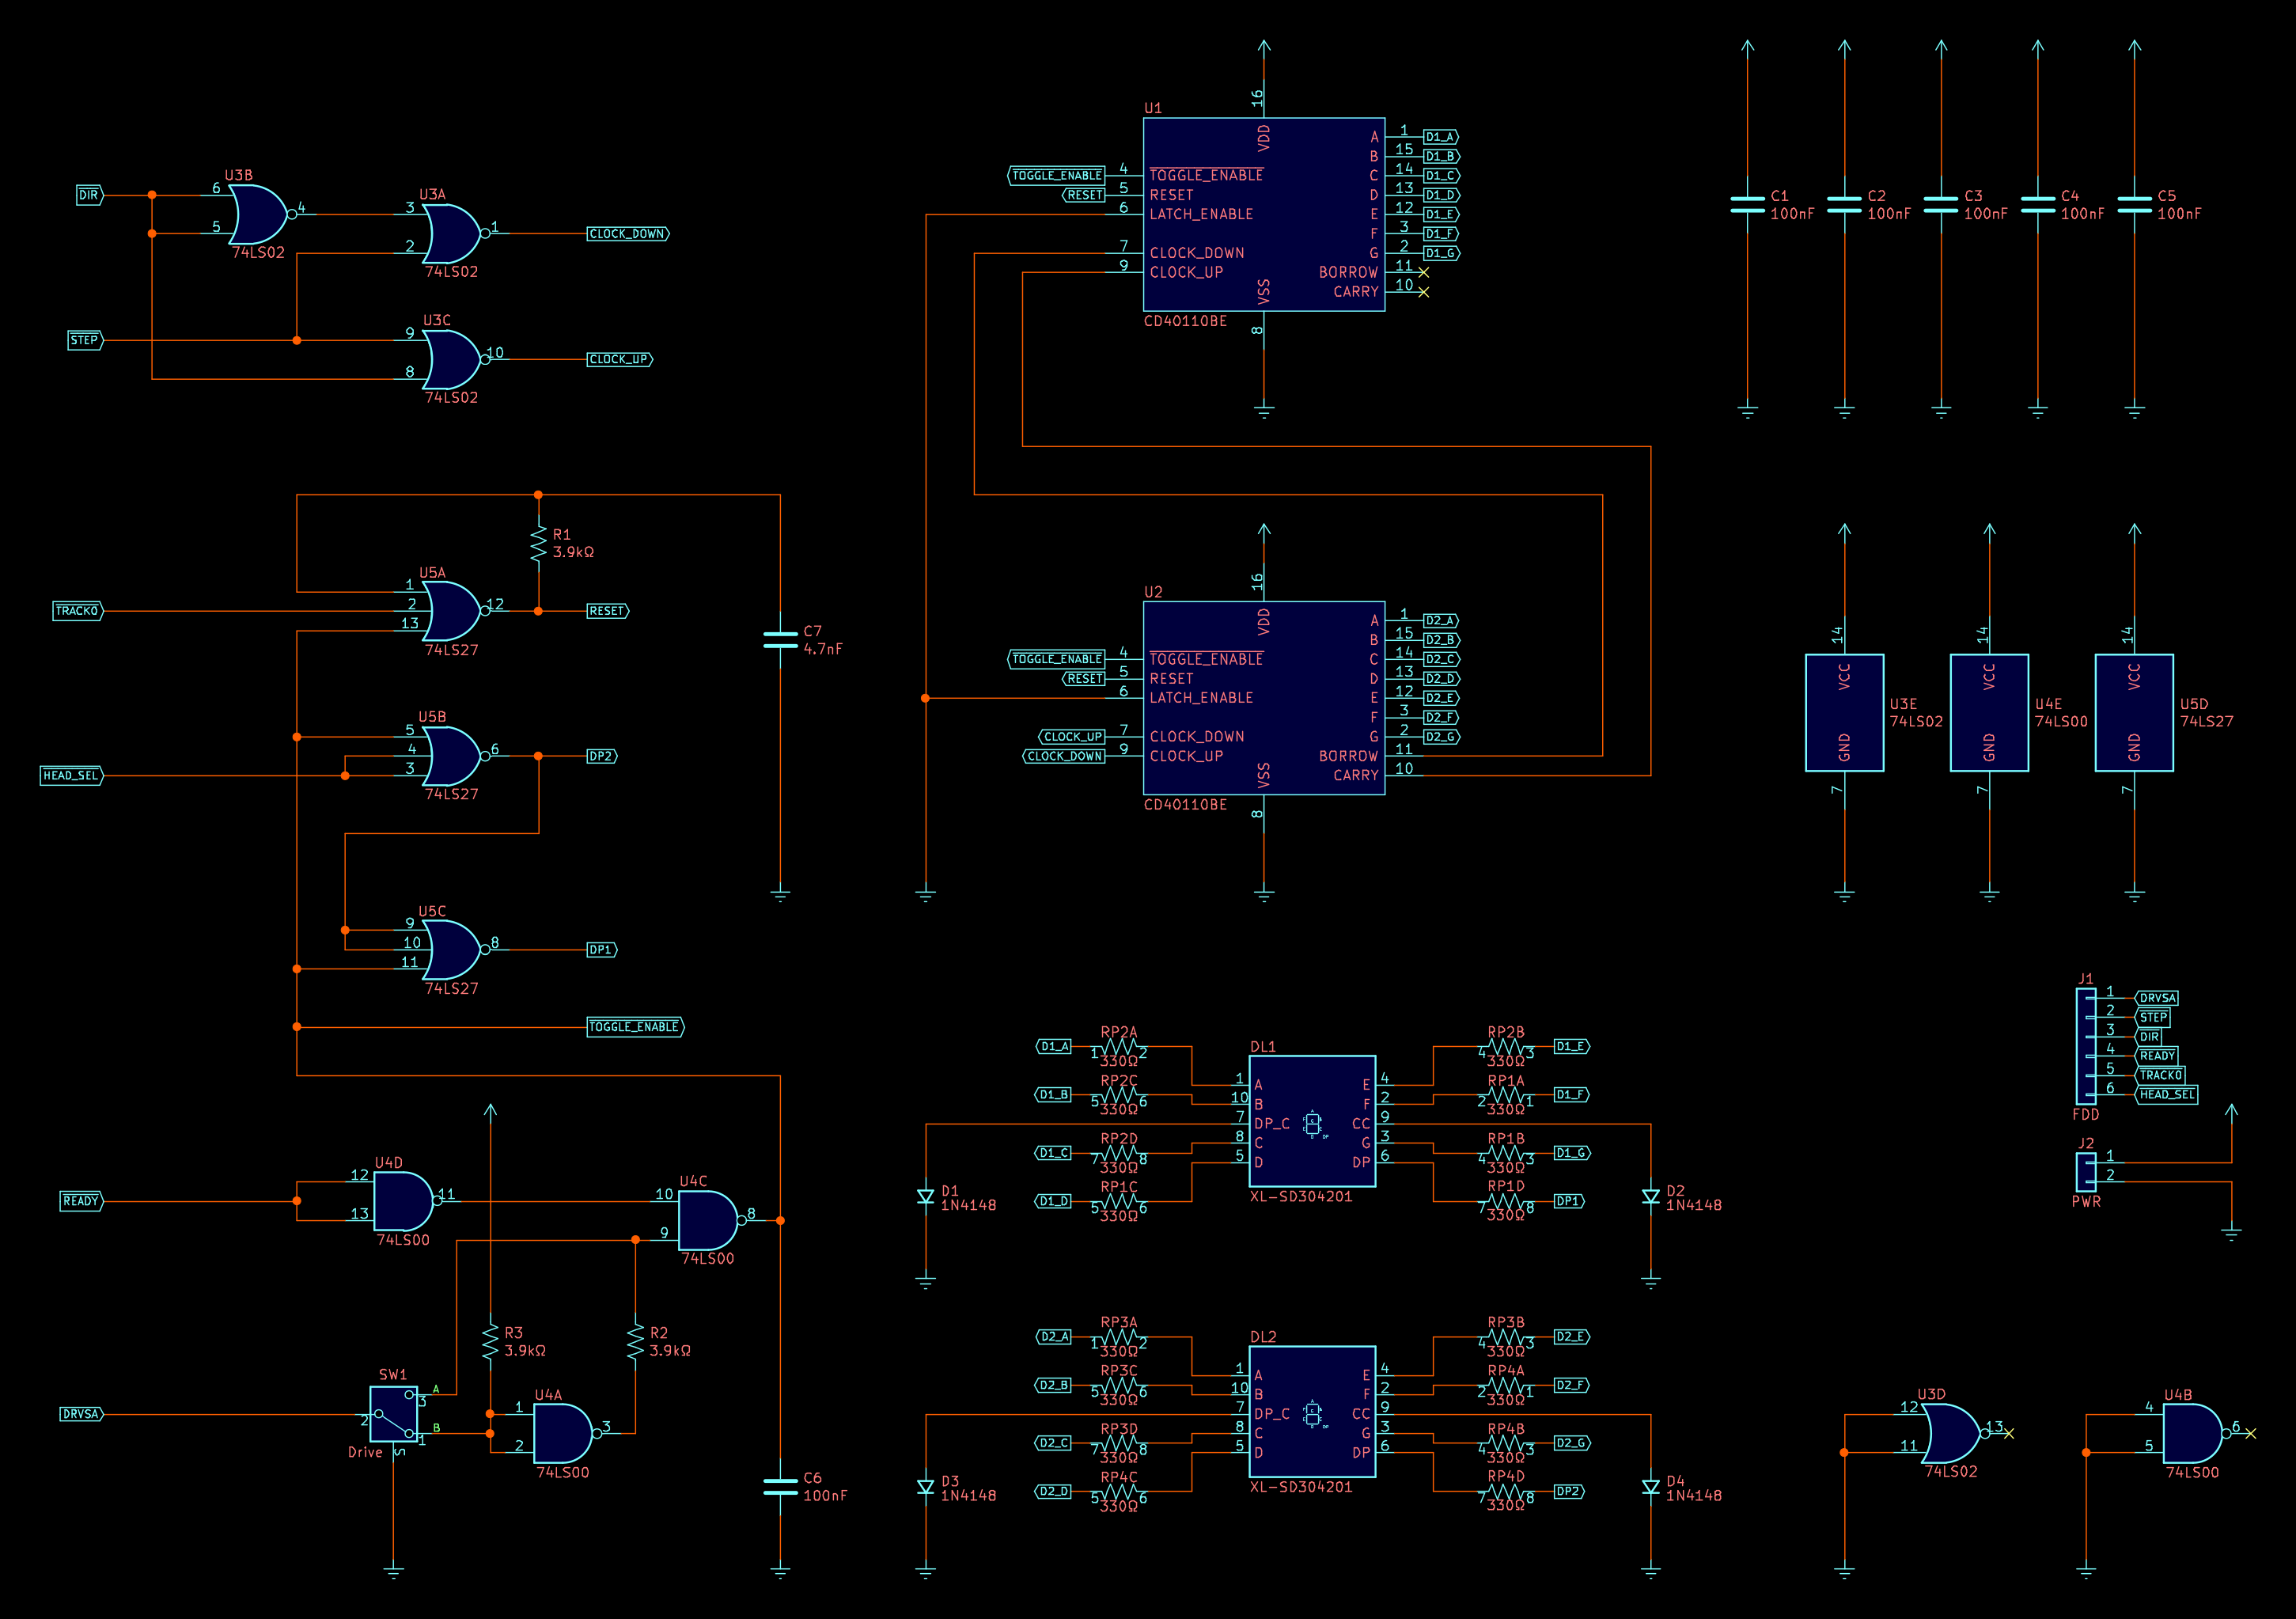 DIR
6
5
U3B
4
74LS02
U3A
3
2
1
74LS02
CLOCK_DOWN
STEP
U3C
9
8
10
74LS02
CLOCK_UP
R1
3.9kΩ
TRACK0
U5A
1
2
13
12
74LS27
RESET
C7
4.7nF
HEAD_SEL
U5B
5
4
3
6
74LS27
DP2
U5C
9
10
11
8
74LS27
DP1
TOGGLE_ENABLE
READY
U4D
12
13
11
74LS00
U4C
10
9
8
74LS00
R3
3.9kΩ
R2
3.9kΩ
DRVSA
SW1
2
A
3
B
1
S
Drive
U4A
1
2
3
74LS00
C6
100nF
U1
16
VDD
TOGGLE_ENABLE
4
TOGGLE_ENABLE
RESET
5
RESET
6
LATCH_ENABLE
7
CLOCK_DOWN
9
CLOCK_UP
A
1
D1_A
B
15
D1_B
C
14
D1_C
D
13
D1_D
E
12
D1_E
F
3
D1_F
G
2
D1_G
BORROW
11
CARRY
10
VSS
8
CD40110BE
U2
16
VDD
TOGGLE_ENABLE
4
TOGGLE_ENABLE
RESET
5
RESET
6
LATCH_ENABLE
CLOCK_UP
7
CLOCK_DOWN
CLOCK_DOWN
9
CLOCK_UP
A
1
D2_A
B
15
D2_B
C
14
D2_C
D
13
D2_D
E
12
D2_E
F
3
D2_F
G
2
D2_G
BORROW
11
CARRY
10
VSS
8
CD40110BE
C1
100nF
C2
100nF
C3
100nF
C4
100nF
C5
100nF
14
VCC
GND
7
U3E
74LS02
14
VCC
GND
7
U4E
74LS00
14
VCC
GND
7
U5D
74LS27
D1_A
RP2A
1
2
330Ω
D1_B
RP2C
5
6
330Ω
D1_C
RP2D
7
8
330Ω
D1_D
RP1C
5
6
330Ω
DL1
1
A
10
B
7
DP_C
8
C
5
D
E
4
F
2
CC
9
G
3
DP
6
XL-SD304201
RP2B
4
3
330Ω
D1_E
RP1A
2
1
330Ω
D1_F
RP1B
4
3
330Ω
D1_G
RP1D
7
8
330Ω
DP1
D1
1N4148
D2
1N4148
D2_A
RP3A
1
2
330Ω
D2_B
RP3C
5
6
330Ω
D2_C
RP3D
7
8
330Ω
D2_D
RP4C
5
6
330Ω
DL2
1
A
10
B
7
DP_C
8
C
5
D
E
4
F
2
CC
9
G
3
DP
6
XL-SD304201
RP3B
4
3
330Ω
D2_E
RP4A
2
1
330Ω
D2_F
RP4B
4
3
330Ω
D2_G
RP4D
7
8
330Ω
DP2
D3
1N4148
D4
1N4148
J1
1
DRVSA
2
STEP
3
DIR
4
READY
5
TRACK0
6
HEAD_SEL
FDD
J2
1
2
PWR
U3D
12
11
13
74LS02
U4B
4
5
6
74LS00